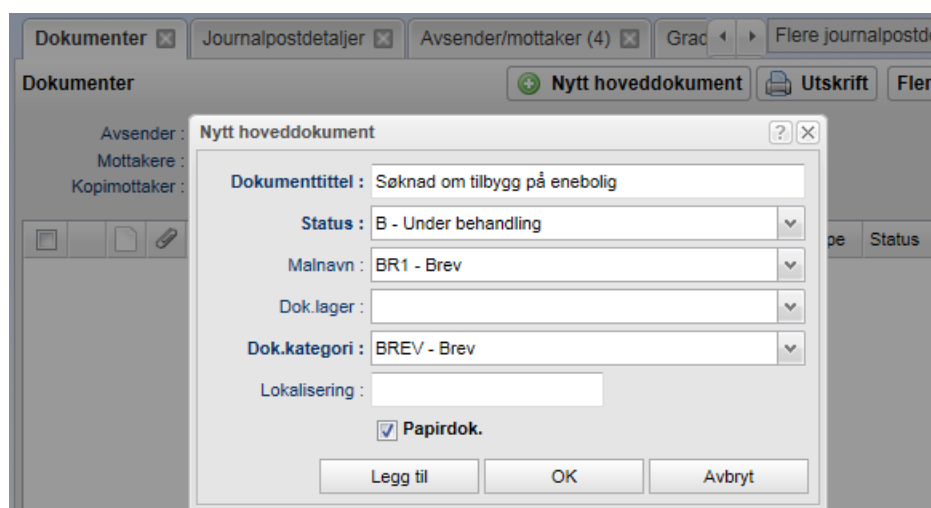 Dokumenter Journalpostdetaljer Avsender/mottaker (4) Grad Flere journalpostde
Dokumenter Nytt hoveddokument Utskrift Fler
Avsender :
Mottakere :
Kopimottaker :
Nytt hoveddokument ?
Dokumenttittel : Søknad om tilbygg på enebolig
Status : B - Under behandling
pe Status
Malnavn : BR1 - Brev
Dok.lager :
Dok.kategori : BREV - Brev
Lokalisering :
Papirdok.
Legg til OK Avbryt